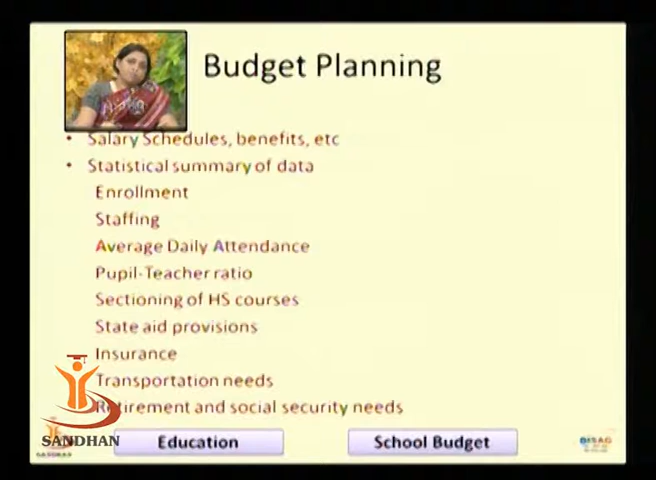 Budget Planning
• Salary Schedules, benefits, etc
• Statistical summary of data
Enrollment
Staffing
Average Daily Attendance
Pupil-Teacher ratio
Sectioning of HS courses
State aid provisions
Insurance
Transportation needs
Retirement and social security needs
SANDHAN
Education
School Budget
BISAG
SANDHAN